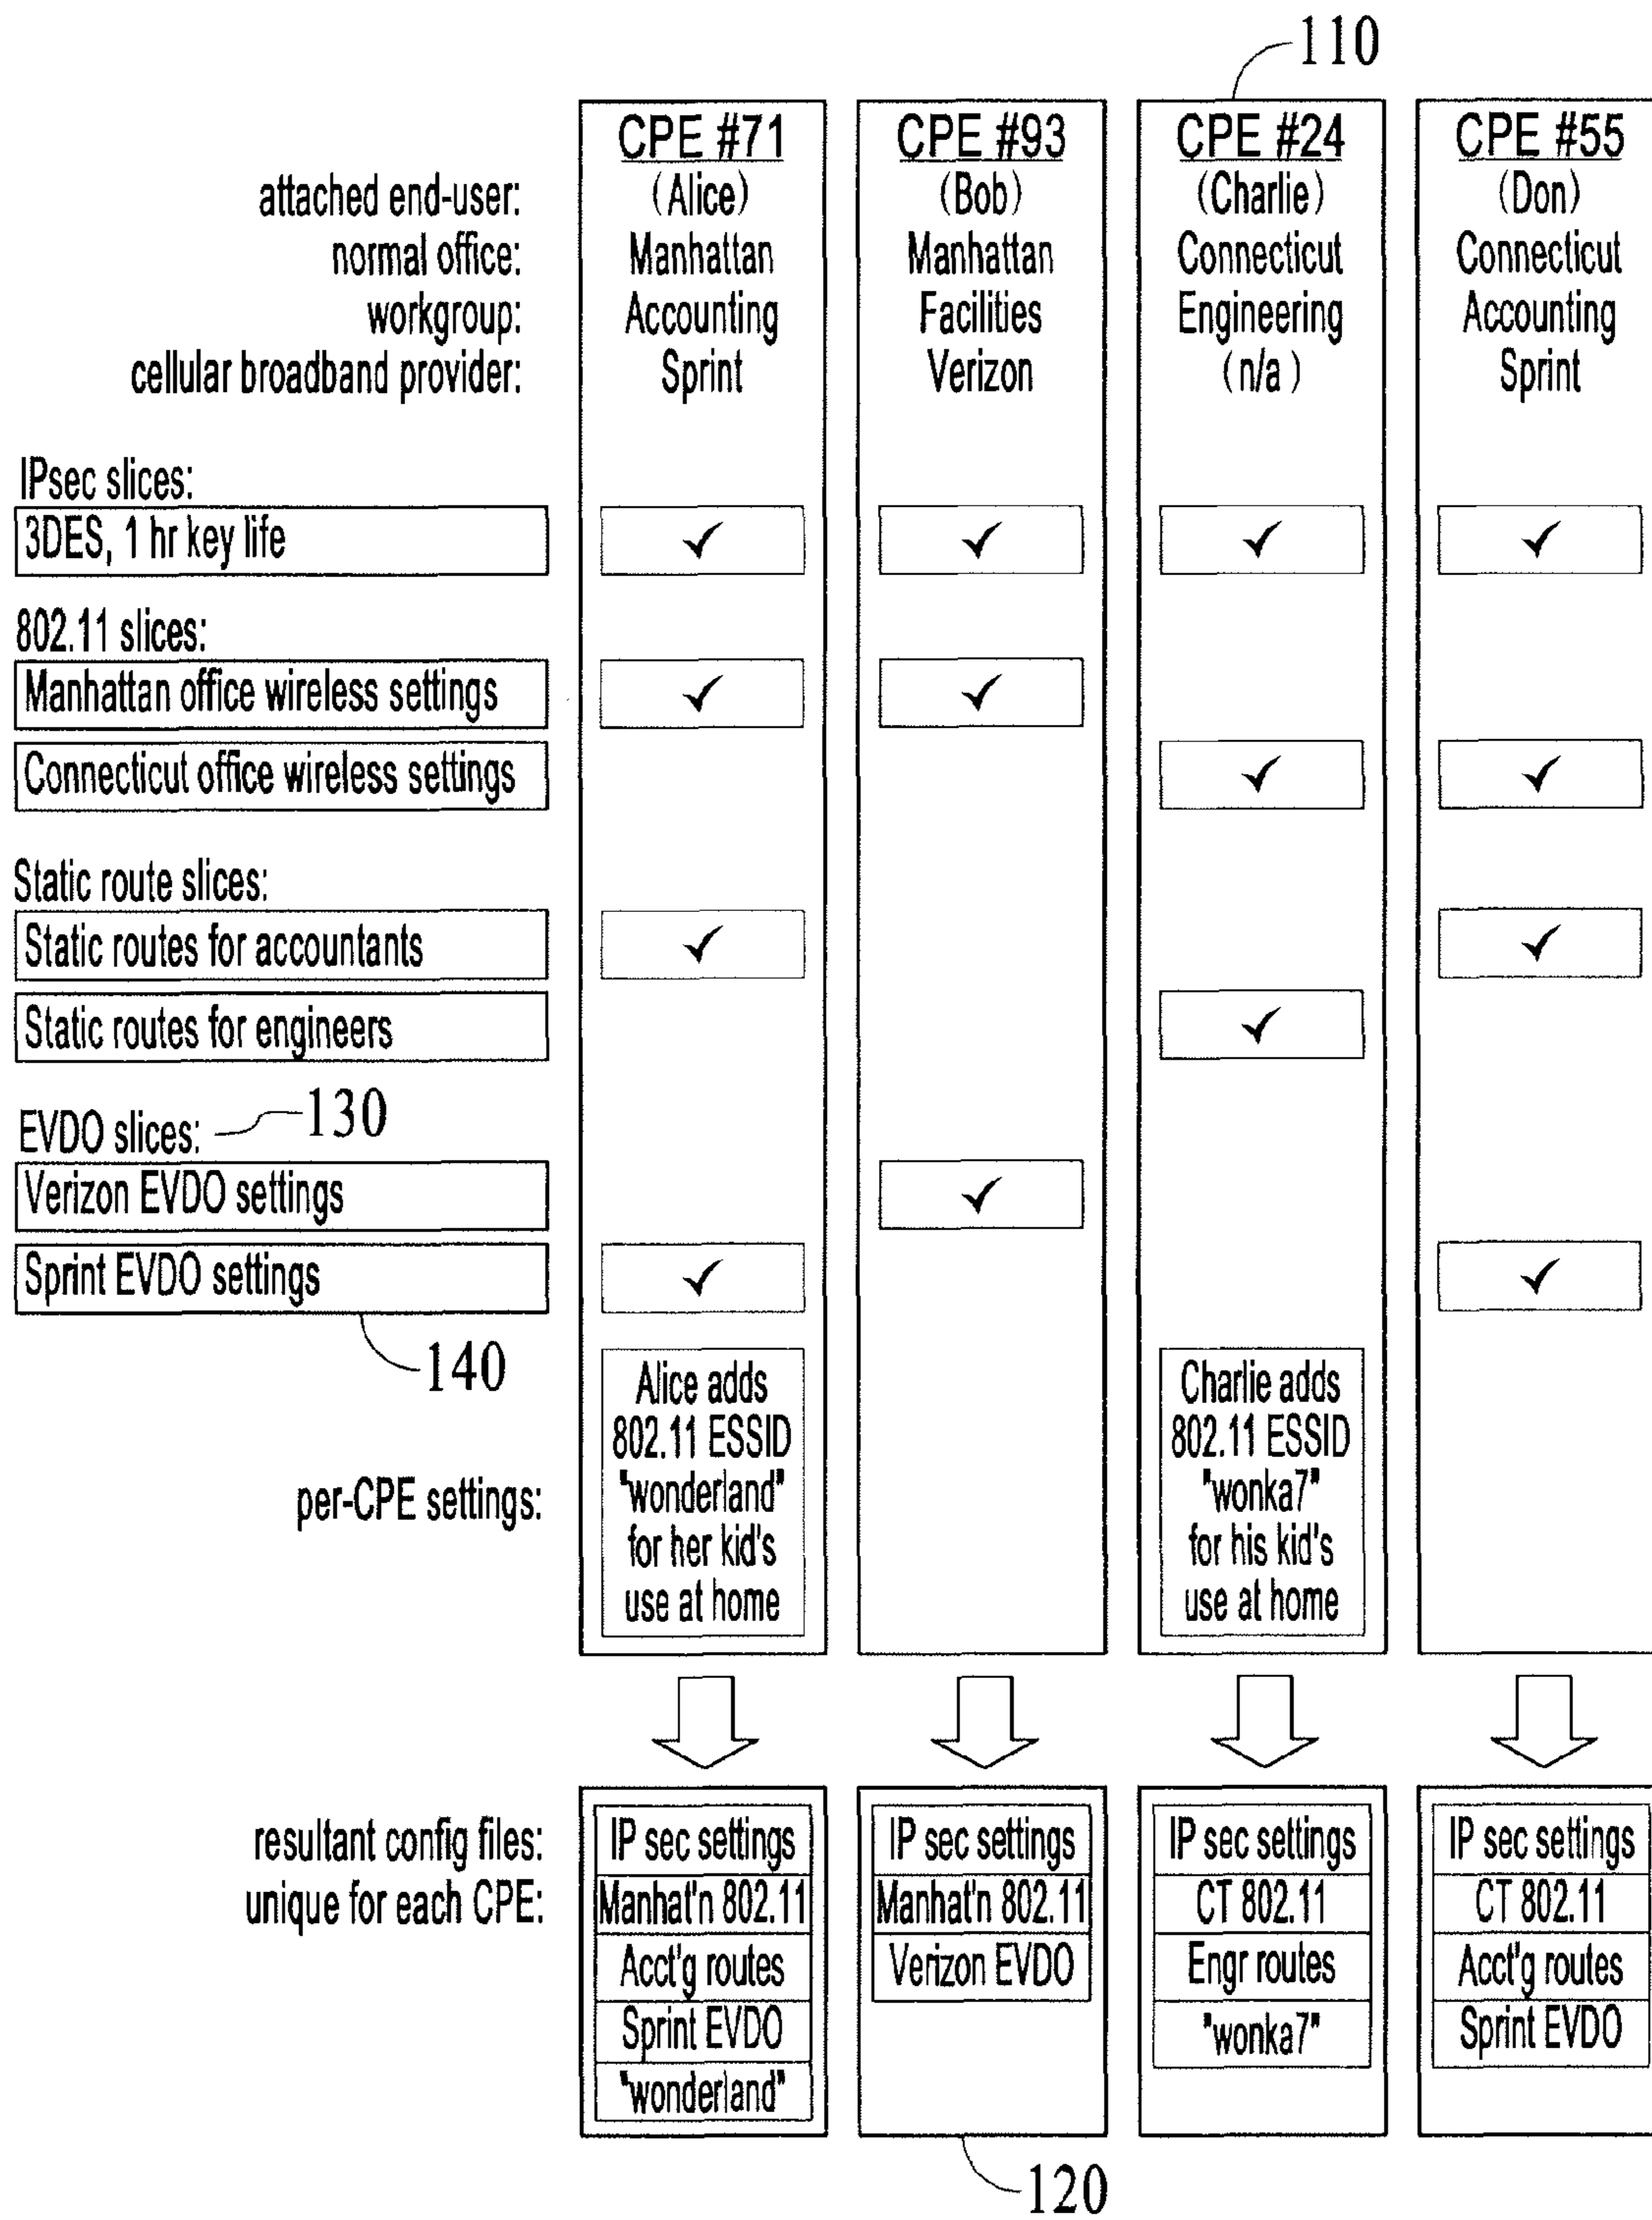 110
CPE #71 CPE #93 CPE #24 CPE #55
attached end-user: (Alice) (Bob) (Charlie) (Don)
normal office: Manhattan Manhattan Connecticut Connecticut
workgroup: Accounting Facilities Engineering Accounting
cellular broadband provider: Sprint Verizon (n/a) Sprint
IPsec slices:
3DES, 1 hr key life ✓ ✓ ✓ ✓
802.11 slices:
Manhattan office wireless settings ✓ ✓
Connecticut office wireless settings ✓ ✓
Static route slices:
Static routes for accountants ✓ ✓
Static routes for engineers ✓
EVDO slices: 130
Verizon EVDO settings ✓
Sprint EVDO settings ✓ ✓
140
per-CPE settings:
Alice adds
802.11 ESSID
"wonderland"
for her kid's
use at home
Charlie adds
802.11 ESSID
"wonka7"
for his kid's
use at home
resultant config files:
unique for each CPE:
IP sec settings
Manhat'n 802.11
Acct'g routes
Sprint EVDO
"wonderland"
IP sec settings
Manhat'n 802.11
Verizon EVDO
IP sec settings
CT 802.11
Engr routes
"wonka7"
IP sec settings
CT 802.11
Acct'g routes
Sprint EVDO
120